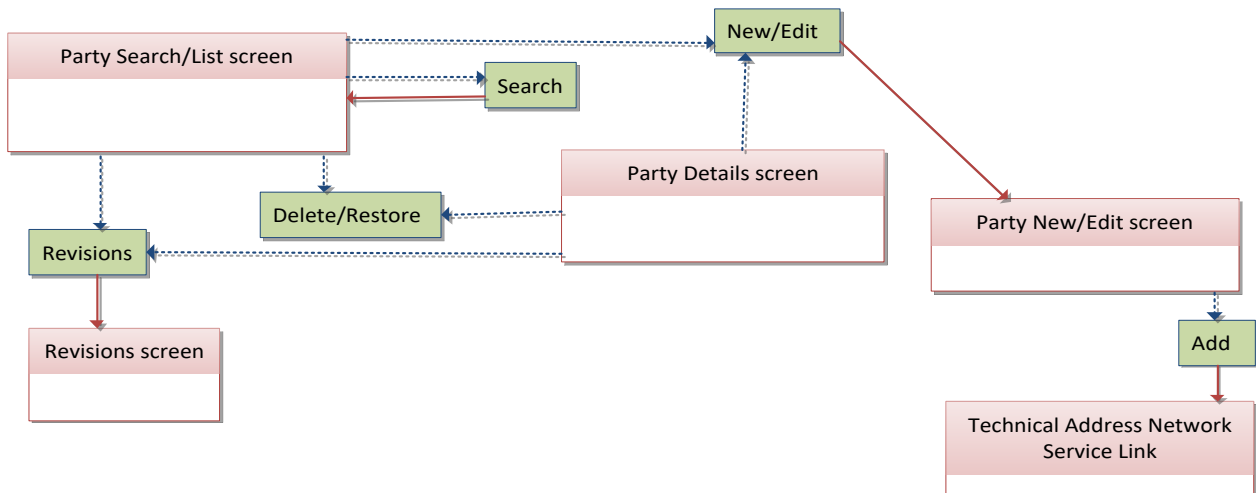 New/Edit
Party Search/List screen
Search
Party Details screen
Delete/Restore
Party New/Edit screen
Revisions
Revisions screen
Add
Technical Address Network
Service Link